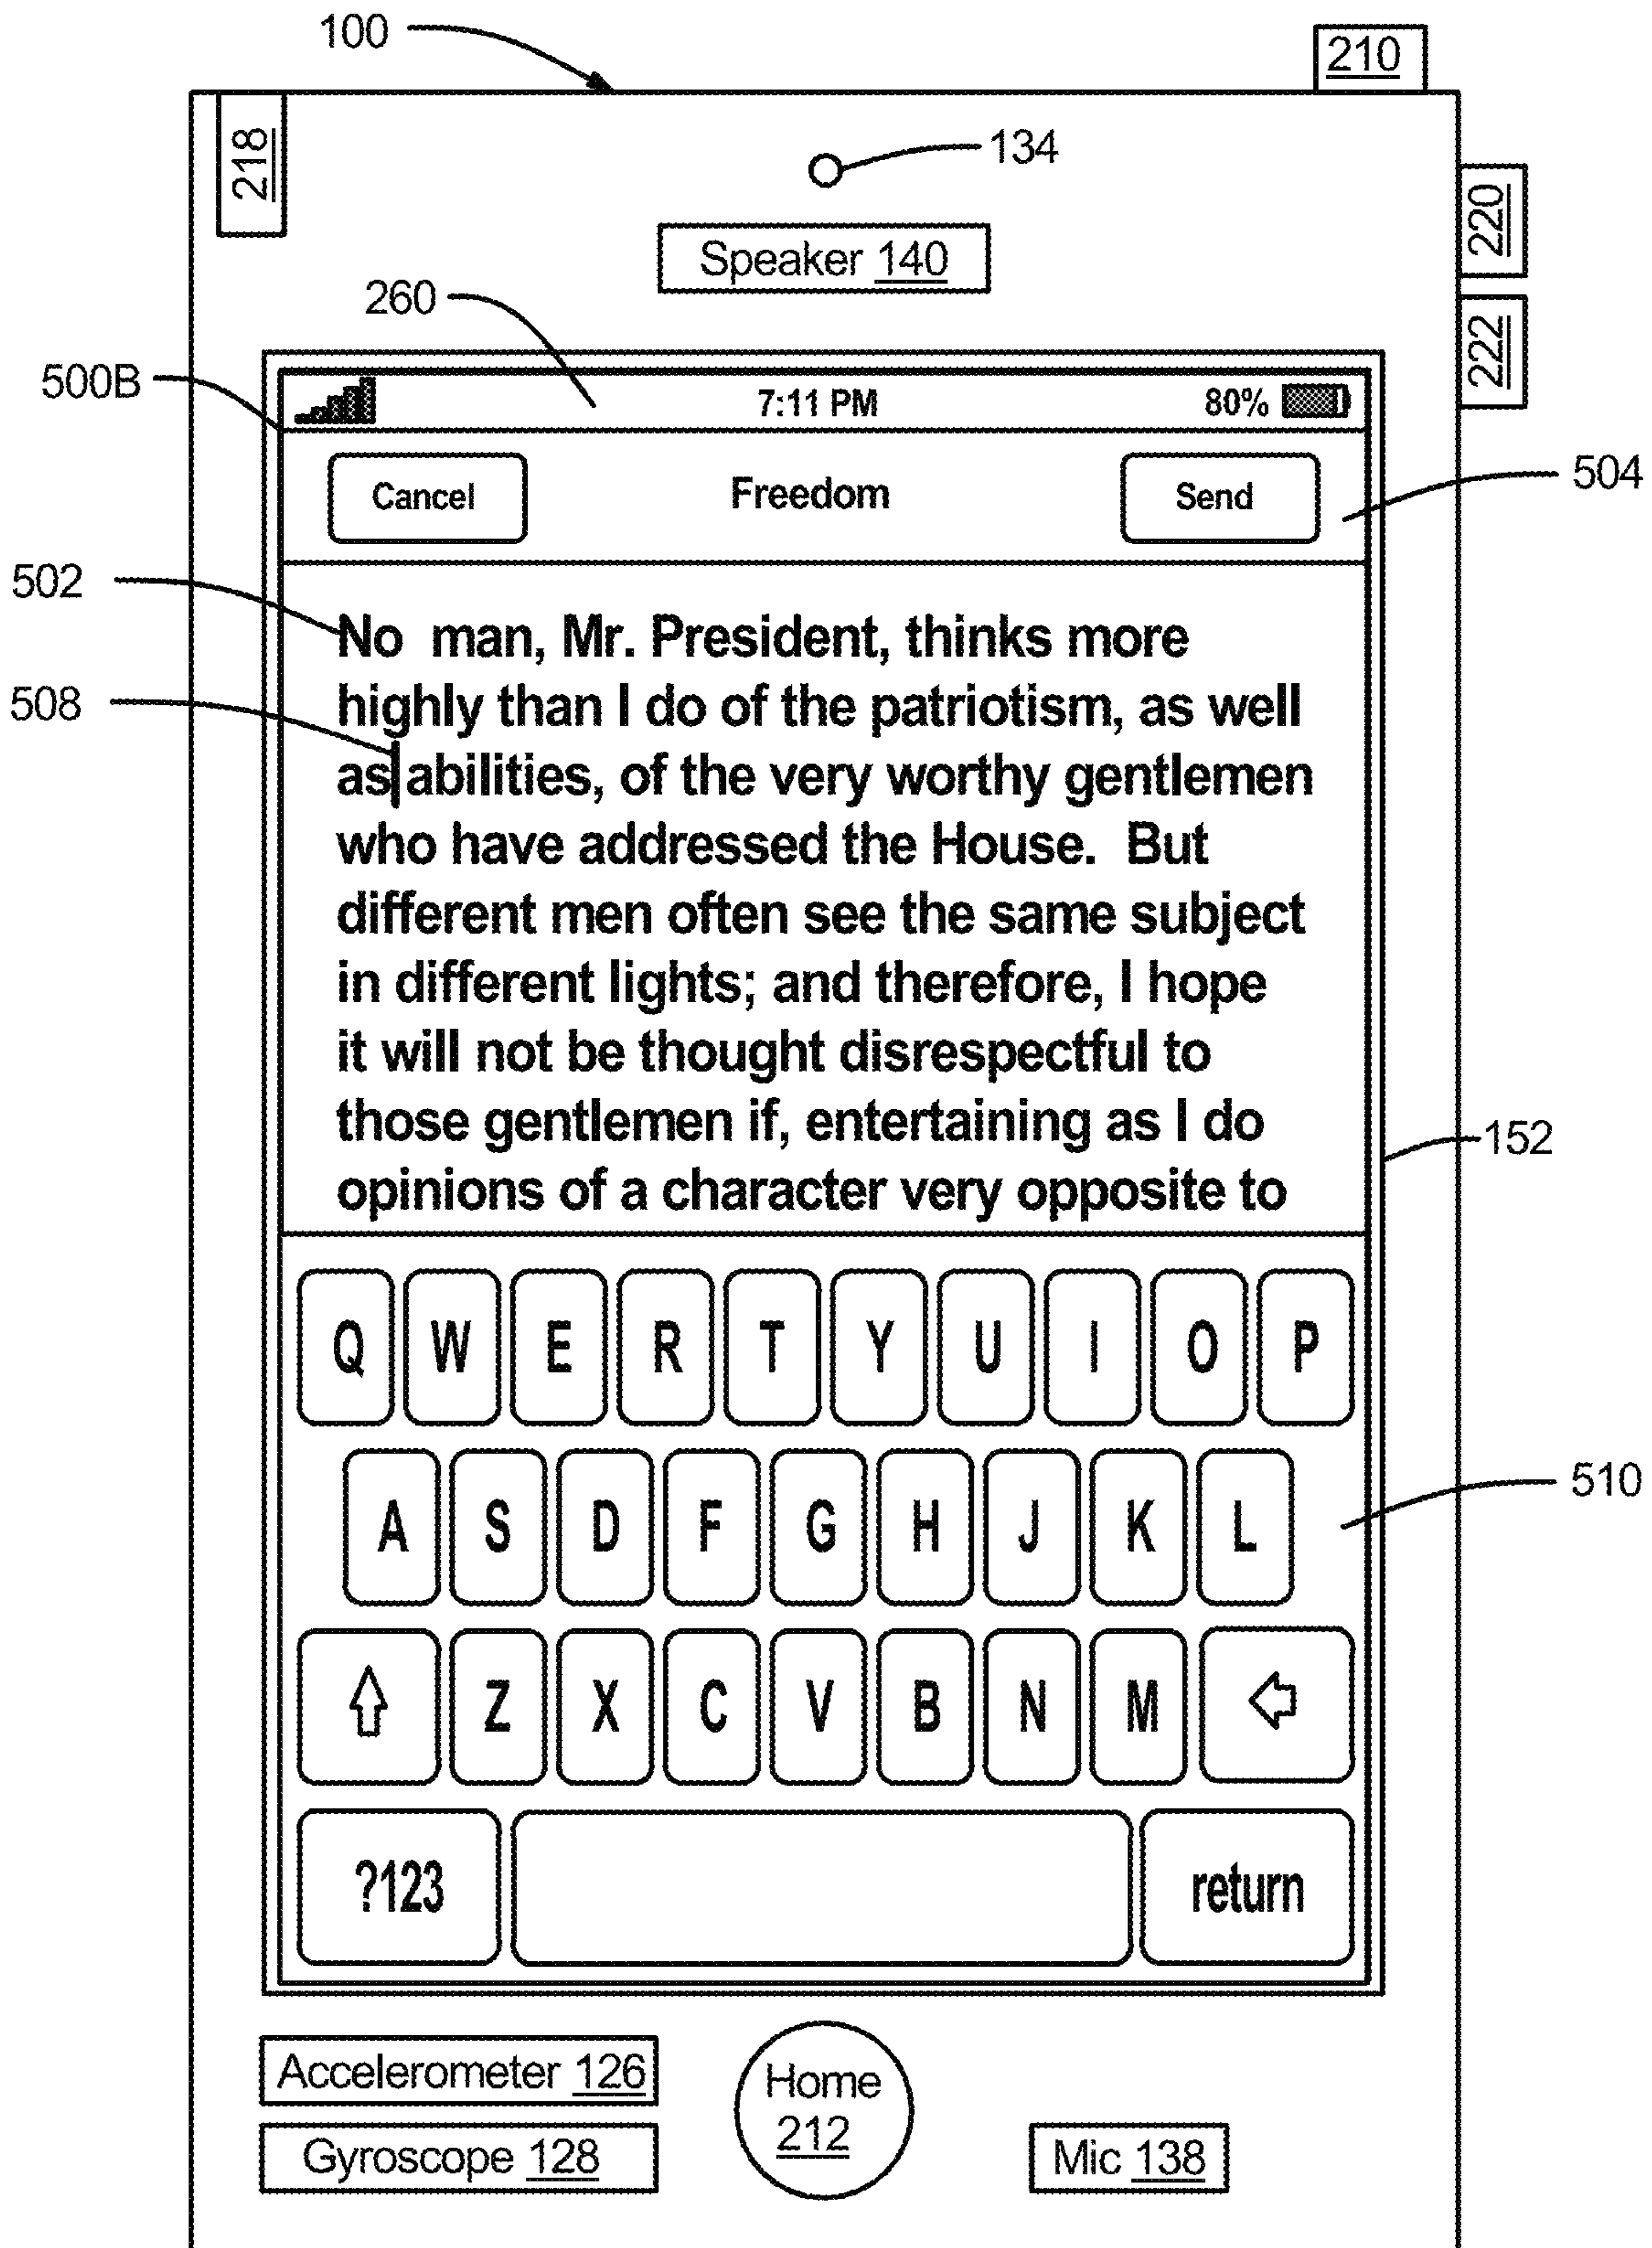 100
210
218
134
220
Speaker 140
260
222
500B
7:11 PM
80%
Cancel
Freedom
Send
504
502
No man, Mr. President, thinks more
508
highly than I do of the patriotism, as well
as abilities, of the very worthy gentlemen
who have addressed the House. But
different men often see the same subject
in different lights; and therefore, I hope
it will not be thought disrespectful to
those gentlemen if, entertaining as I do
152
opinions of a character very opposite to
Q W E R T Y U I O P
510
A S D F G H J K L
Z X C V B N M
?123
return
Accelerometer 126
Home
212
Gyroscope 128
Mic 138